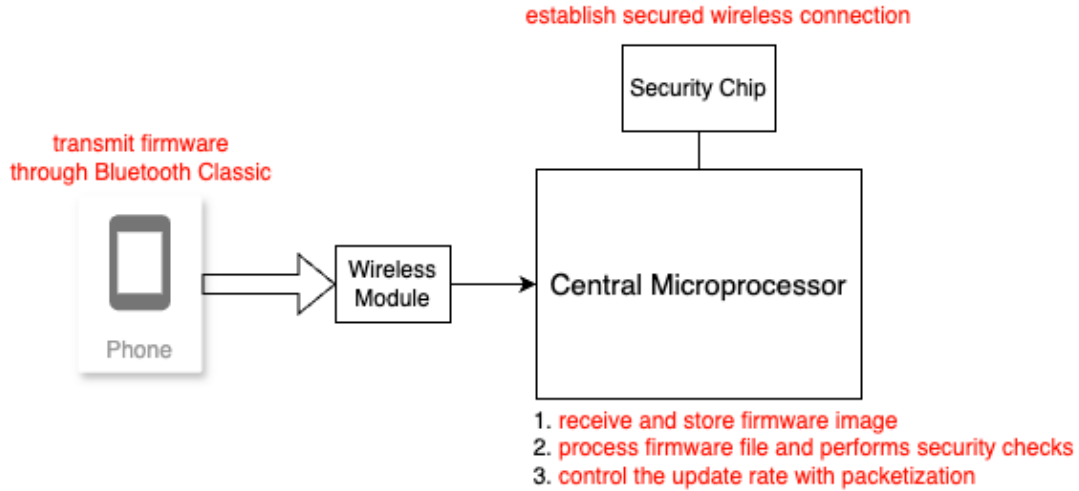 establish secured wireless connection
Security Chip
transmit firmware
through Bluetooth Classic
Phone
Wireless
Module
Central Microprocessor
1. receive and store firmware image
2. process firmware file and performs security checks
3. control the update rate with packetization